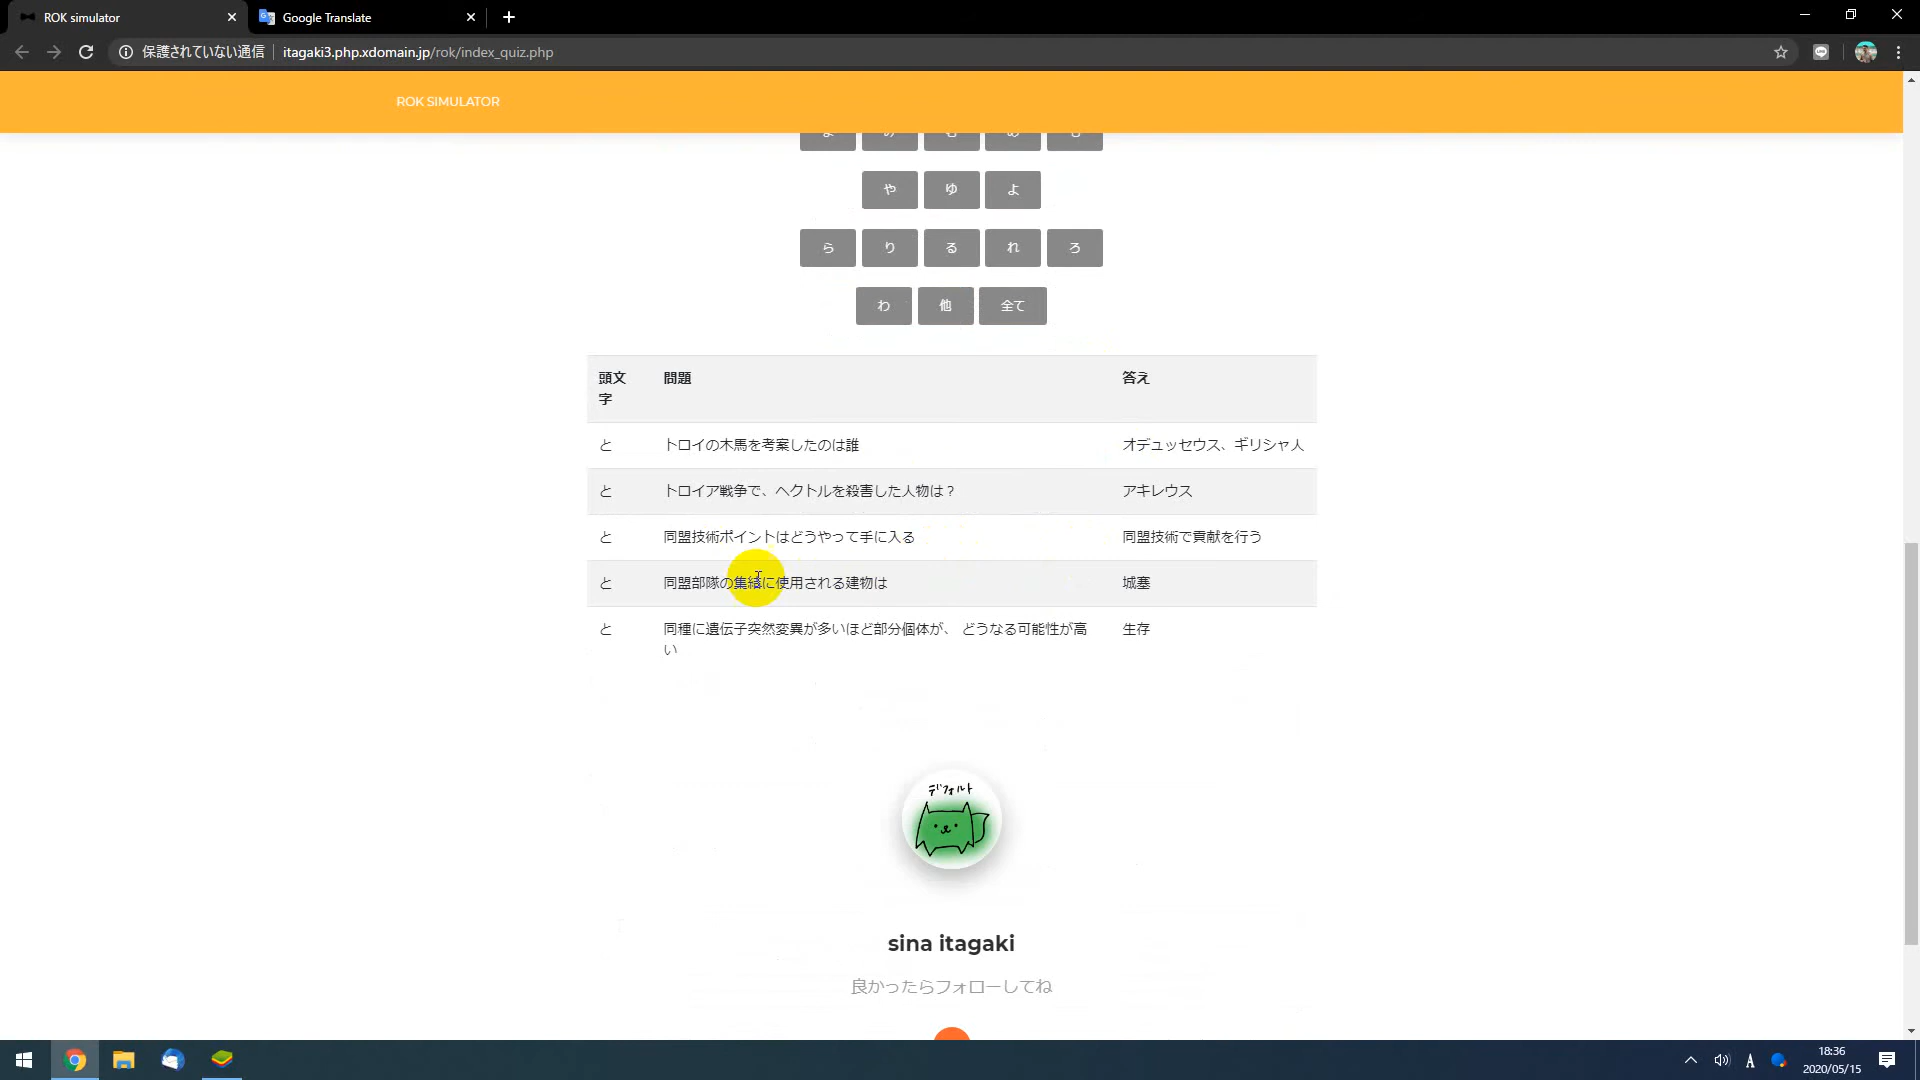 ROK simulator
Google Translate
保護されていない通信 itagaki3.php.xdomain.jp/rok/index_quiz.php
ROK SIMULATOR
や ゆ よ
ら り る れ ろ
わ 他 全て
頭文字 問題 答え
と トロイの木馬を考案したのは誰 オデュッセウス、ギリシャ人
と トロイア戦争で、ヘクトルを殺害した人物は？ アキレウス
と 同盟技術ポイントはどうやって手に入る 同盟技術で貢献を行う
と 同盟部隊の集結に使用される建物は 城塞
と 同種に遺伝子突然変異が多いほど部分個体が、 どうなる可能性が高 生存
い
デフォルト
sina itagaki
良かったらフォローしてね
A
18:36
2020/05/15